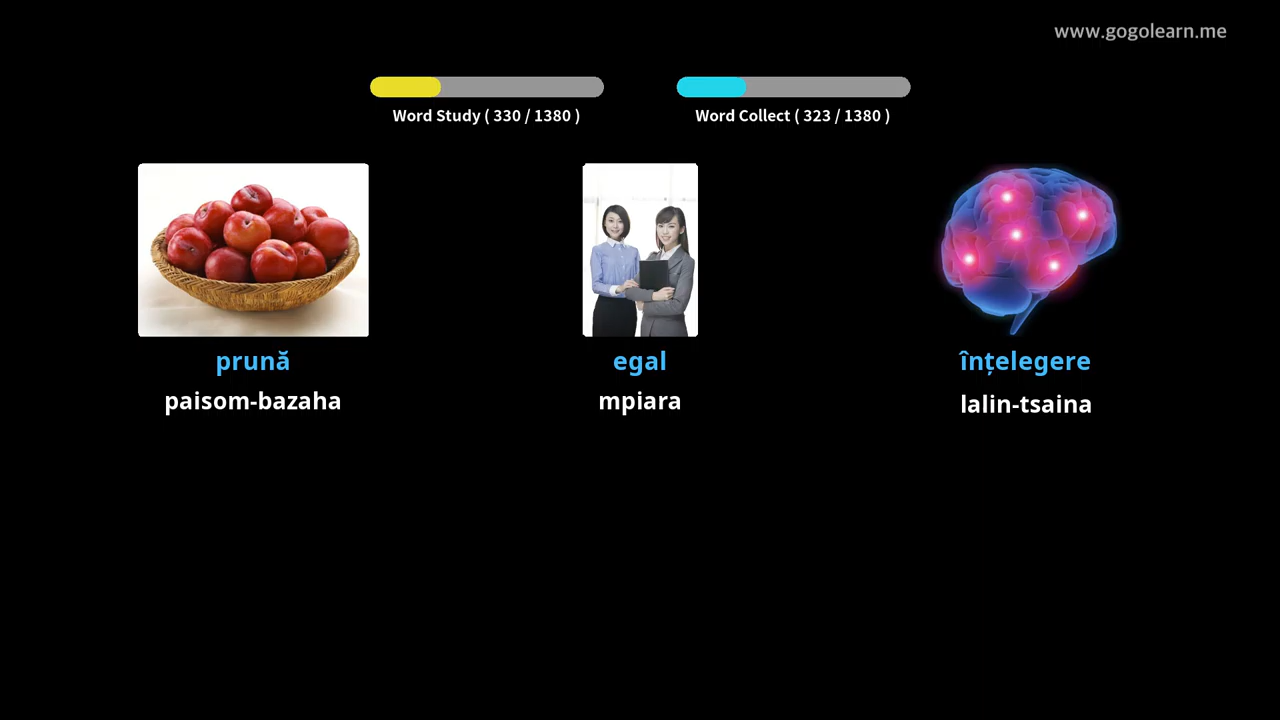 www.gogolearn.me
Word Study ( 330 / 1380 )
Word Collect ( 323 / 1380 )
prună
egal
înțelegere
paisom-bazaha
mpiara
lalin-tsaina